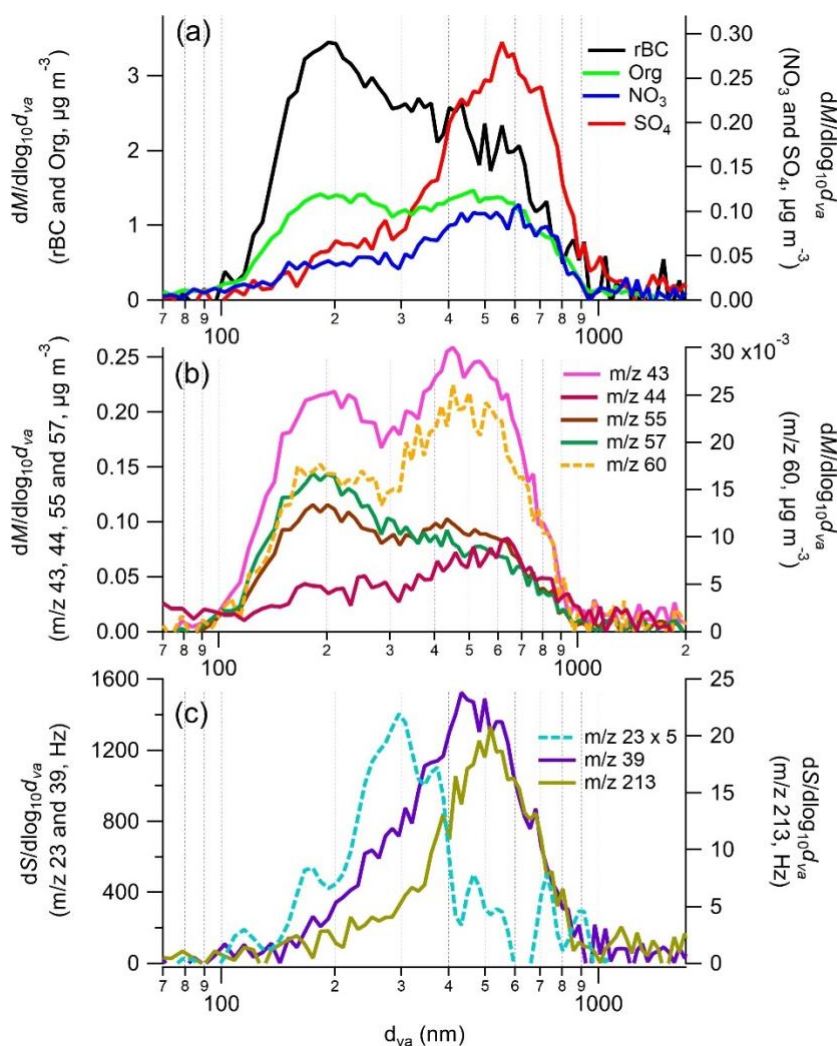 (a)
dM/dlog10dva
(rBC and Org, µg m-3)
3
2
1
0
rBC
Org
NO3
SO4
0.30
0.25
0.20
0.15
0.10
0.05
0.00
dM/dlog10dva
(NO3 and SO4, µg m-3)
7 8 9 100 2 3 4 5 6 7 8 9 1000
(b)
dM/dlog10dva
(m/z 43, 44, 55 and 57, µg m-3)
0.25
0.20
0.15
0.10
0.05
0.00
m/z 43
m/z 44
m/z 55
m/z 57
m/z 60
30 x10-3
25
20
15
10
5
0
dM/dlog10dva
(m/z 60, µg m-3)
7 8 9 100 2 3 4 5 6 7 8 9 1000 2
(c)
dS/dlog10dva
(m/z 23 and 39, Hz)
1600
1200
800
400
0
m/z 23 x 5
m/z 39
m/z 213
25
20
15
10
5
0
dS/dlog10dva
(m/z 213, Hz)
7 8 9 100 2 3 4 5 6 7 8 9 1000
dva (nm)